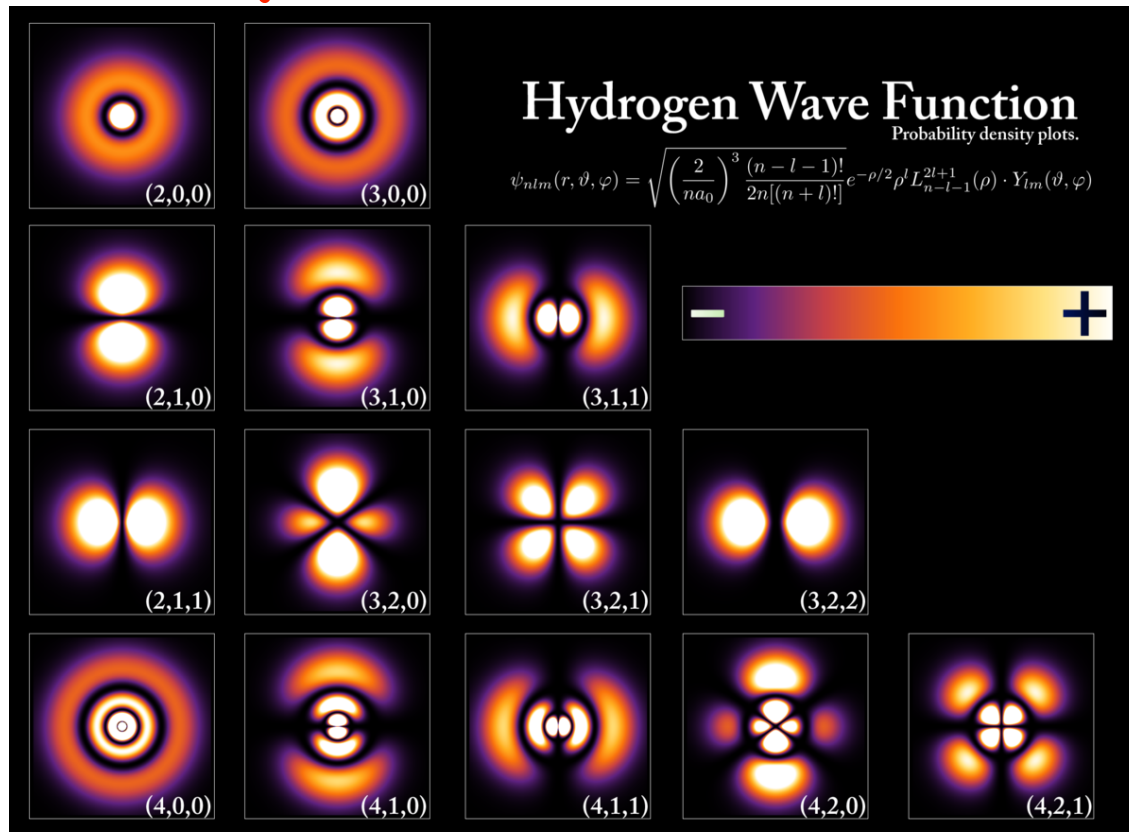 Hydrogen Wave Function
Probability density plots.
ψnlm(r, ϑ, φ) = √((2/(na0))^3 (n − l − 1)!/(2n[(n + l)!])) e^{−ρ/2} ρ^l L_{n−l−1}^{2l+1}(ρ) · Ylm(ϑ, φ)
(2,0,0) (3,0,0)
− +
(2,1,0) (3,1,0) (3,1,1)
(2,1,1) (3,2,0) (3,2,1) (3,2,2)
(4,0,0) (4,1,0) (4,1,1) (4,2,0) (4,2,1)